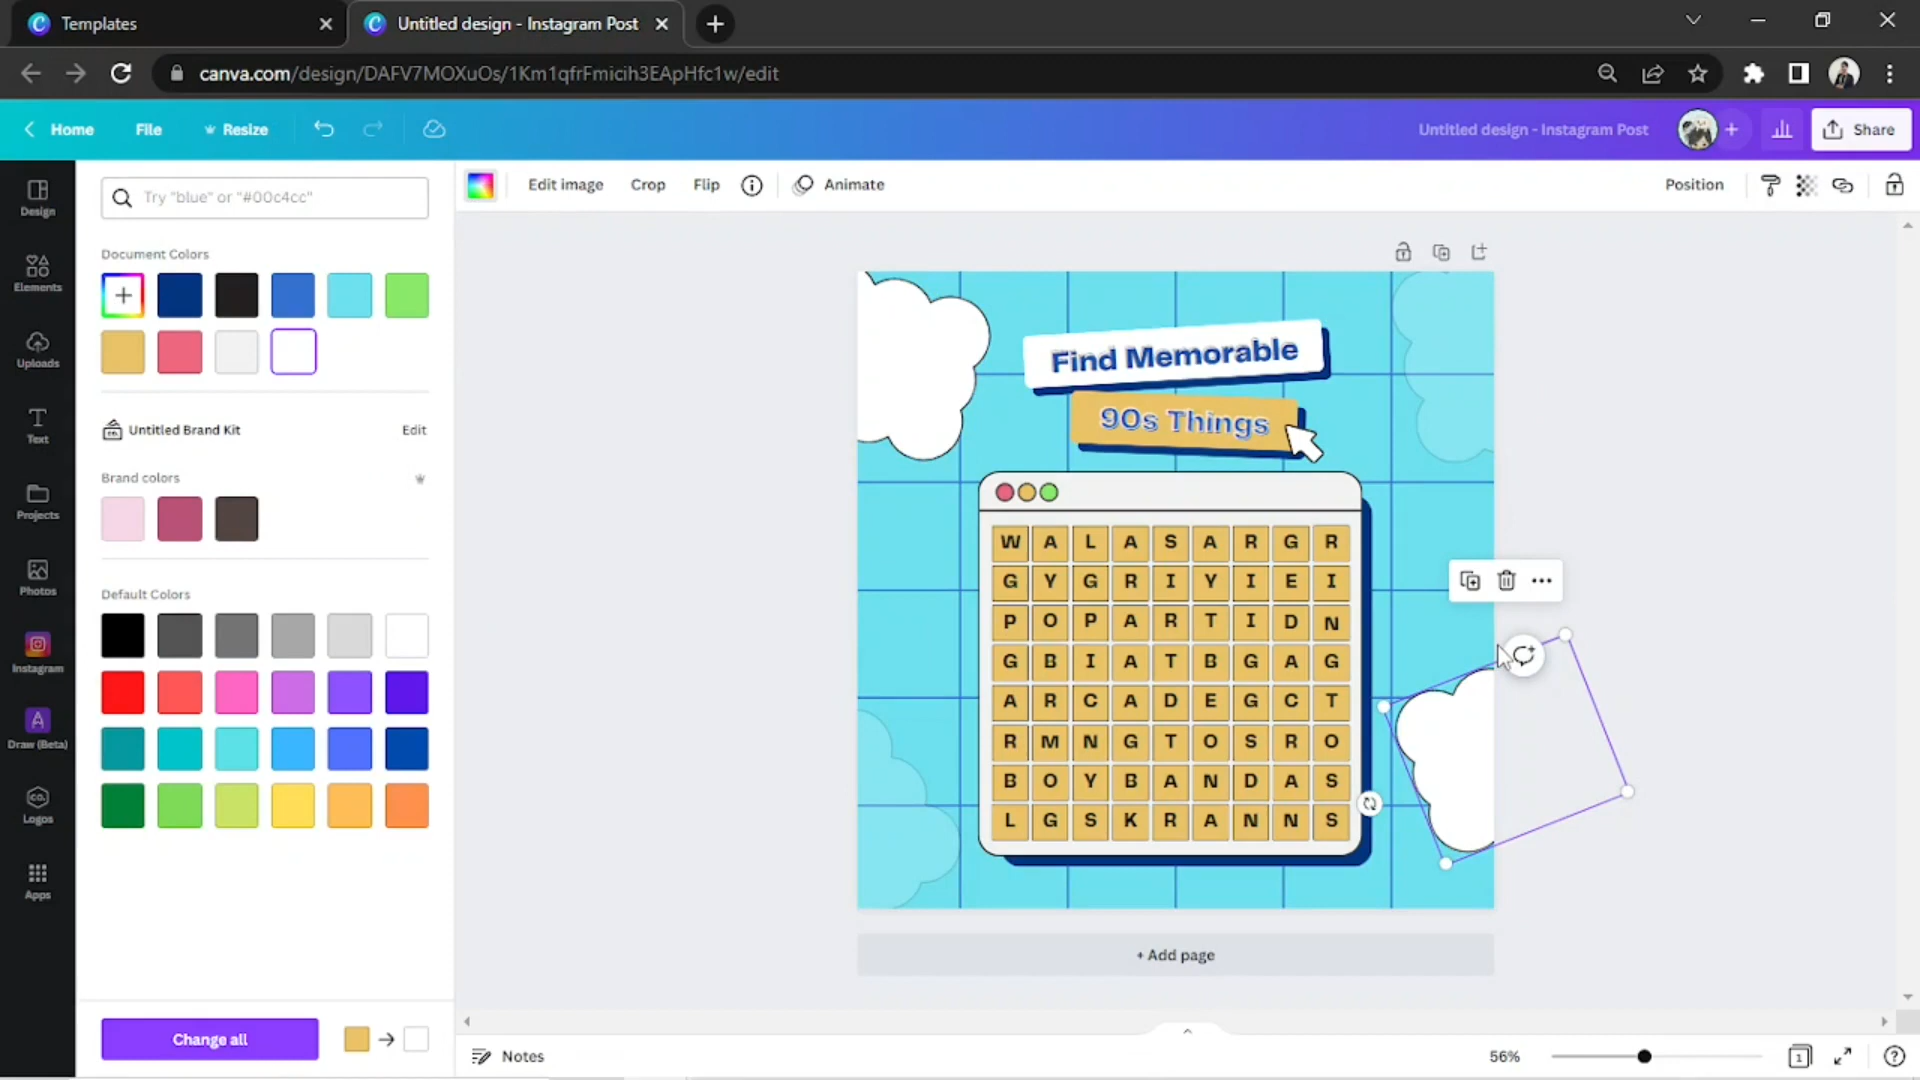 Templates
Untitled design - Instagram Post
canva.com/design/DAFV7MOXuOs/1Km1qfrFmicih3EApHfc1w/edit
Home
File
Resize
Untitled design - Instagram Post
Share
Design
Elements
Uploads
Text
Projects
Photos
Instagram
Draw (Beta)
Logos
Apps
Try "blue" or "#00c4cc"
Document Colors
Untitled Brand Kit
Edit
Brand colors
Default Colors
Change all
Edit image
Crop
Flip
Animate
Position
Find Memorable
90s Things
W A L A S A R G R
G Y G R I Y I E I
P O P A R T I D N
G B I A T B G A G
A R C A D E G C T
R M N G T O S R O
B O Y B A N D A S
L G S K R A N N S
+ Add page
Notes
56%
1